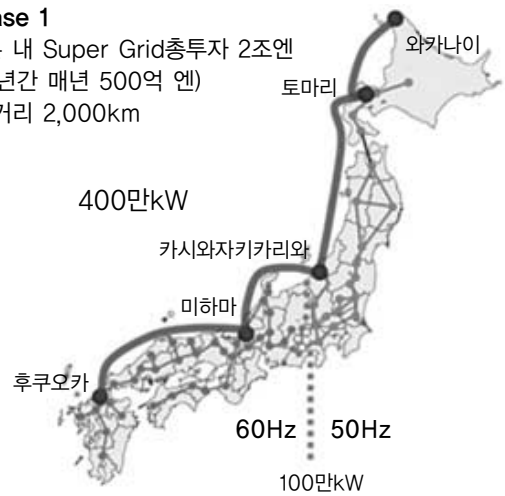 ase 1
내 Super Grid총투자 2조엔
년간 매년 500억 엔)
거리 2,000km
와카나이
토마리
400만kW
카시와자키카리와
미하마
후쿠오카
60Hz 50Hz
100만kW